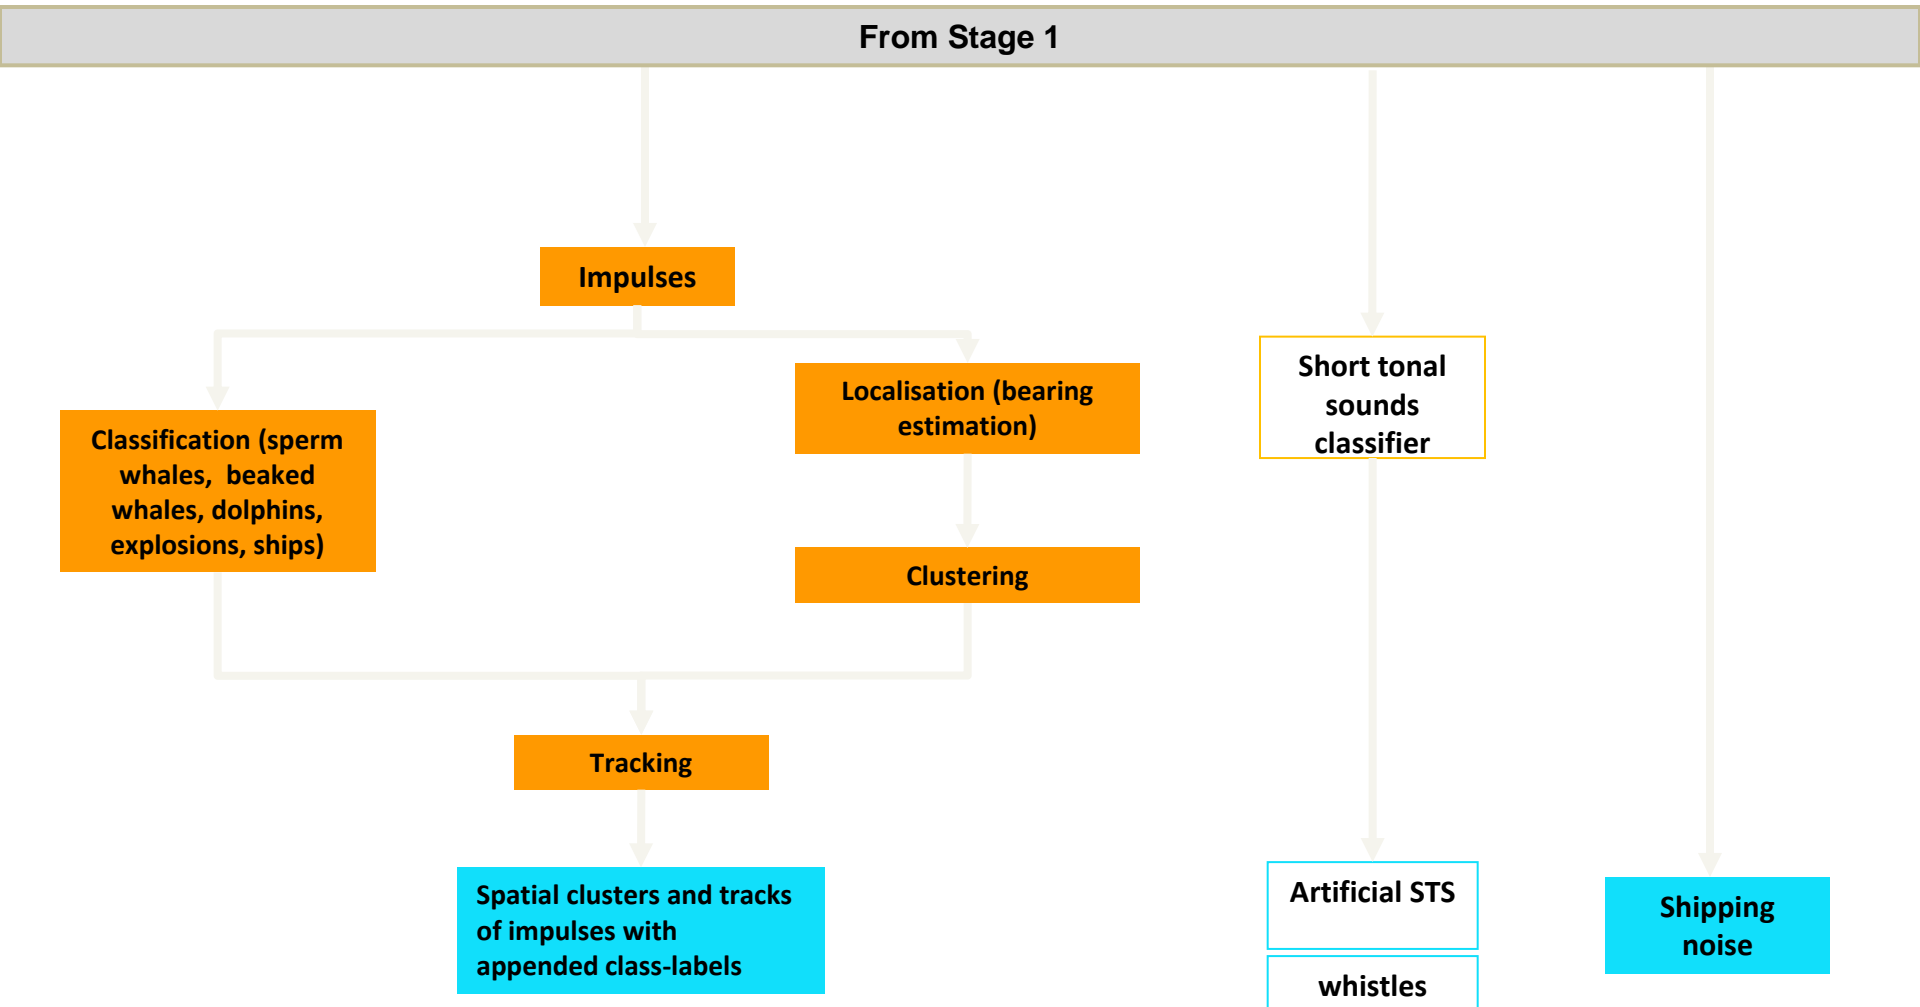 From Stage 1
Impulses
Classification (sperm
whales, beaked
whales, dolphins,
explosions, ships)
Localisation (bearing
estimation)
Clustering
Tracking
Spatial clusters and tracks
of impulses with
appended class-labels
Short tonal
sounds
classifier
Artificial STS
whistles
Shipping
noise